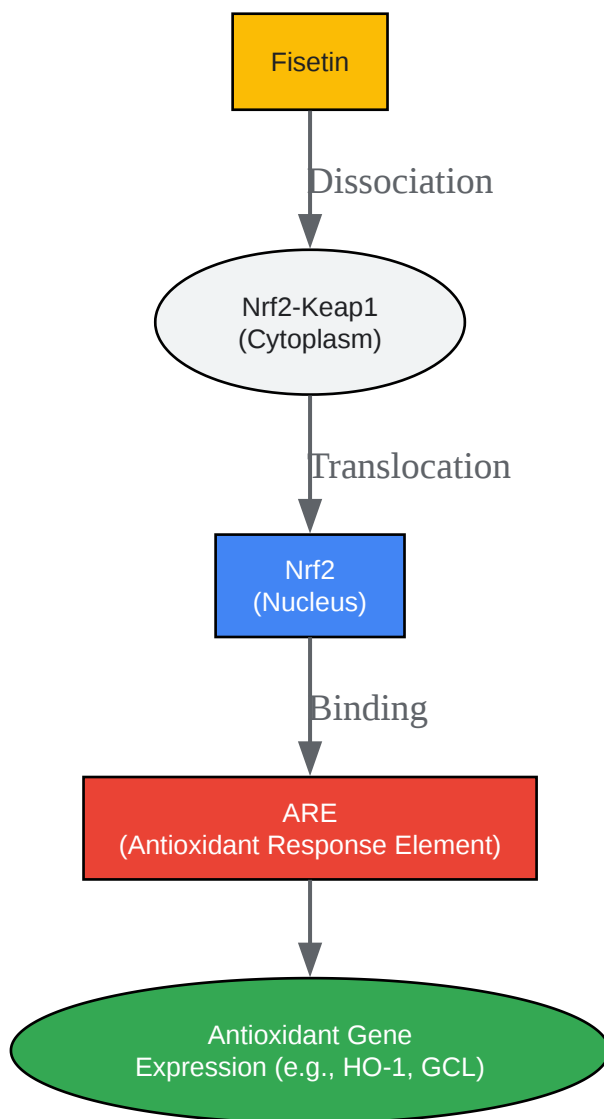 Fisetin
Dissociation
Nrf2-Keap1
(Cytoplasm)
Translocation
Nrf2
(Nucleus)
Binding
ARE
(Antioxidant Response Element)
Antioxidant Gene
Expression (e.g., HO-1, GCL)